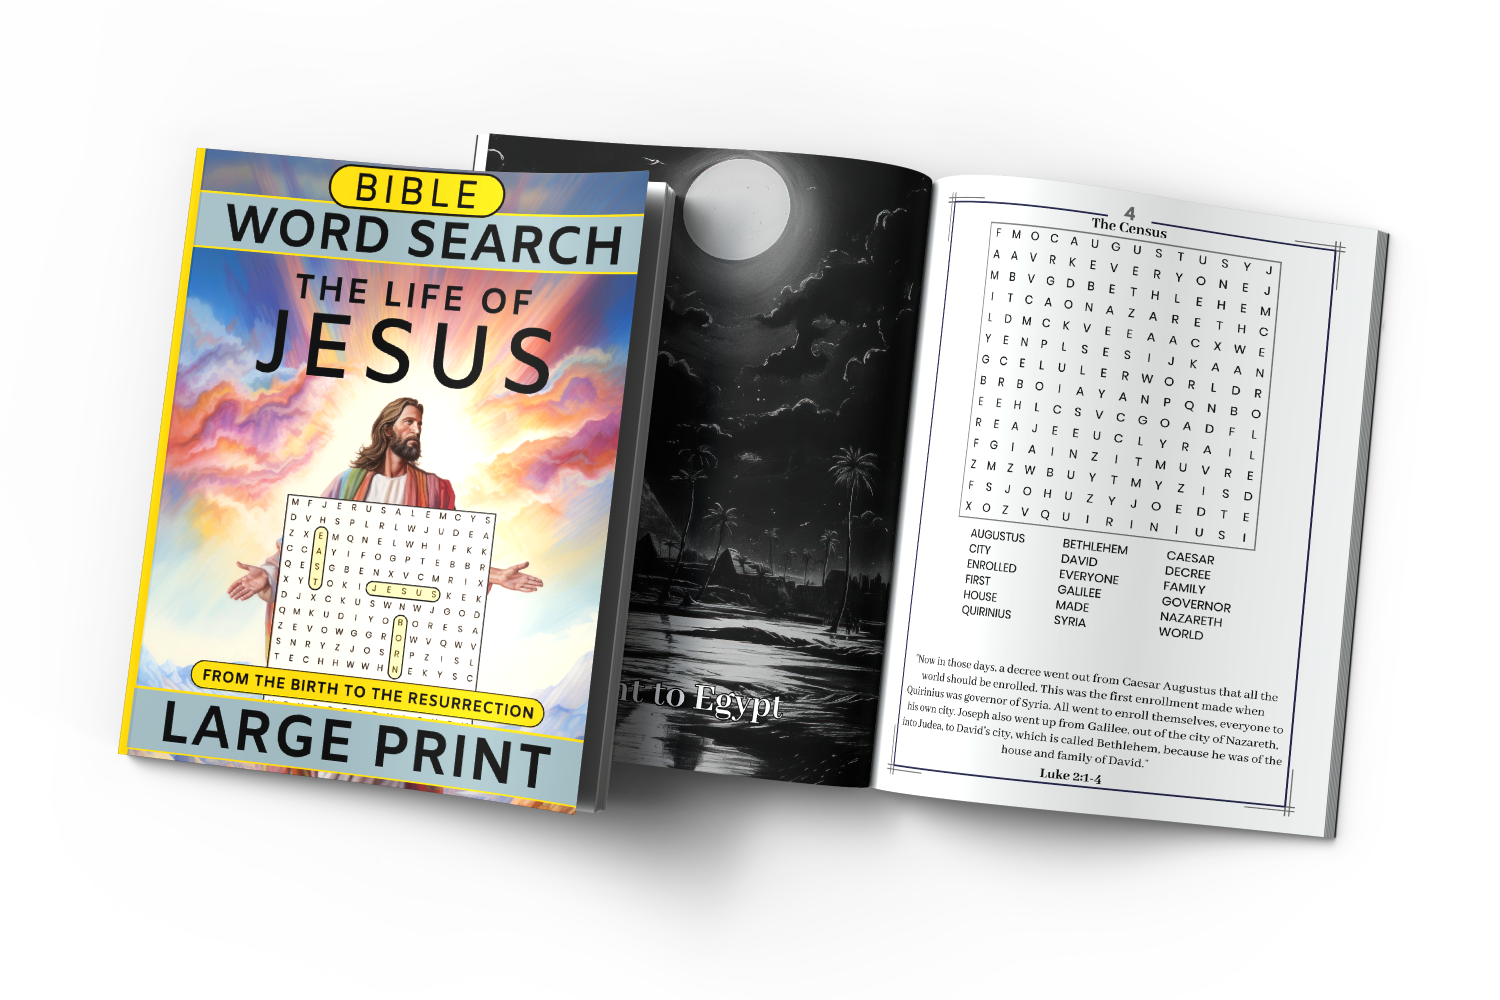 BIBLE
WORD SEARCH
THE LIFE OF
JESUS
M F J E R U S A L E M C Y S
D V H S P L R L W J U D E A
Z X E M Q N E L W H I F K K
C C A Y I F O G P T E B B R
Q E S G B E N X V C M R I X
X Y T O K I J E S U S K E K
D J X C K U S W N W J G O D
Q M K U D I Y O B O R E S A
Z E V O W G G R O W V Q W V
S N R Y Z J O S R P Z I S L
T E C H H W W H N E K Y S C
FROM THE BIRTH TO THE RESURRECTION
LARGE PRINT
to Egypt
4
The Census
F M O C A U G U S T U S Y J
A A V R K E V E R Y O N E J
M B V G D B E T H L E H E M
I T C A O N A Z A R E T H C
L D M C K V E E A A C X W E
Y E N P L S E S I J K A A N
G C E L U L E R W O R L D R
B R B O I A Y A N P Q N B O
E E H L C S V C G O A D F L
R E A J E E U C L Y R A I L
F G I A I N Z I T M U V R E
Z M Z W B U Y T M Y Z I S D
F S J O H U Z Y J O E D T E
X O Z V Q U I R I N I U S I
AUGUSTUS BETHLEHEM CAESAR
CITY DAVID DECREE
ENROLLED EVERYONE FAMILY
FIRST GALILEE GOVERNOR
HOUSE MADE NAZARETH
QUIRINIUS SYRIA WORLD
"Now in those days, a decree went out from Caesar Augustus that all the
world should be enrolled. This was the first enrollment made when
Quirinius was governor of Syria. All went to enroll themselves, everyone to
his own city. Joseph also went up from Galilee, out of the city of Nazareth,
into Judea, to David's city, which is called Bethlehem, because he was of the
house and family of David."
Luke 2:1-4